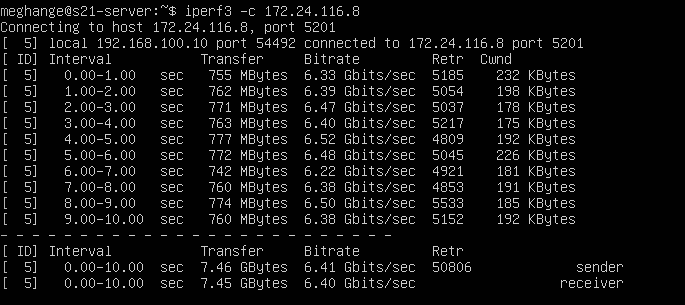 meghange@s21-server:~$ iperf3 -c 172.24.116.8
Connecting to host 172.24.116.8, port 5201
[  5] local 192.168.100.10 port 54492 connected to 172.24.116.8 port 5201
[ ID] Interval           Transfer     Bitrate         Retr  Cwnd
[  5]   0.00-1.00   sec   755 MBytes  6.33 Gbits/sec  5185    232 KBytes
[  5]   1.00-2.00   sec   762 MBytes  6.39 Gbits/sec  5054    198 KBytes
[  5]   2.00-3.00   sec   771 MBytes  6.47 Gbits/sec  5037    178 KBytes
[  5]   3.00-4.00   sec   763 MBytes  6.40 Gbits/sec  5217    175 KBytes
[  5]   4.00-5.00   sec   777 MBytes  6.52 Gbits/sec  4809    192 KBytes
[  5]   5.00-6.00   sec   772 MBytes  6.48 Gbits/sec  5045    226 KBytes
[  5]   6.00-7.00   sec   742 MBytes  6.22 Gbits/sec  4921    181 KBytes
[  5]   7.00-8.00   sec   760 MBytes  6.38 Gbits/sec  4853    191 KBytes
[  5]   8.00-9.00   sec   774 MBytes  6.50 Gbits/sec  5533    185 KBytes
[  5]   9.00-10.00  sec   760 MBytes  6.38 Gbits/sec  5152    192 KBytes
- - - - - - - - - - - - - - - - - - - - - - - - -
[ ID] Interval           Transfer     Bitrate         Retr
[  5]   0.00-10.00  sec  7.46 GBytes  6.41 Gbits/sec  50806             sender
[  5]   0.00-10.00  sec  7.45 GBytes  6.40 Gbits/sec                  receiver